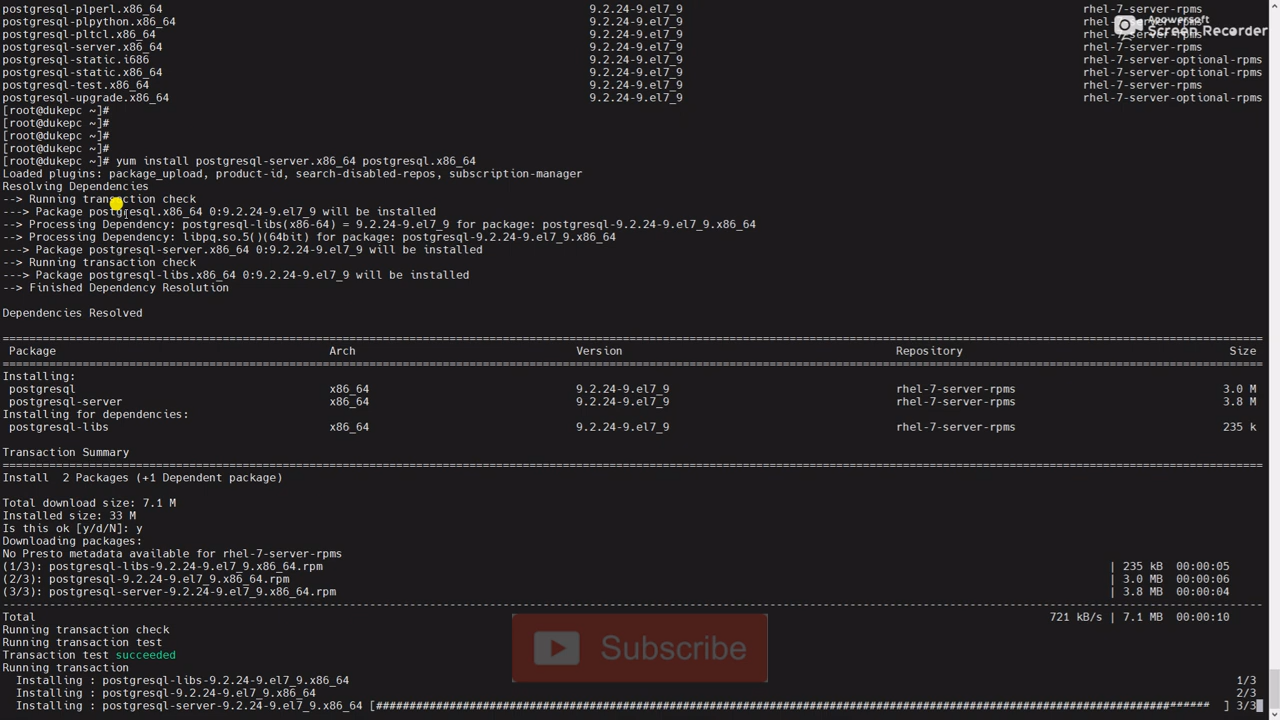 postgresql-plperl.x86_64 9.2.24-9.el7_9 rhel-7-server-rpms
postgresql-plpython.x86_64 9.2.24-9.el7_9 rhel-7-server-rpms
postgresql-pltcl.x86_64 9.2.24-9.el7_9 rhel-7-server-rpms
postgresql-server.x86_64 9.2.24-9.el7_9 rhel-7-server-rpms
postgresql-static.i686 9.2.24-9.el7_9 rhel-7-server-optional-rpms
postgresql-static.x86_64 9.2.24-9.el7_9 rhel-7-server-optional-rpms
postgresql-test.x86_64 9.2.24-9.el7_9 rhel-7-server-rpms
postgresql-upgrade.x86_64 9.2.24-9.el7_9 rhel-7-server-optional-rpms
Apowersoft
Screen Recorder
[root@dukepc ~]#
[root@dukepc ~]#
[root@dukepc ~]#
[root@dukepc ~]#
[root@dukepc ~]# yum install postgresql-server.x86_64 postgresql.x86_64
Loaded plugins: package_upload, product-id, search-disabled-repos, subscription-manager
Resolving Dependencies
--> Running transaction check
---> Package postgresql.x86_64 0:9.2.24-9.el7_9 will be installed
--> Processing Dependency: postgresql-libs(x86-64) = 9.2.24-9.el7_9 for package: postgresql-9.2.24-9.el7_9.x86_64
--> Processing Dependency: libpq.so.5()(64bit) for package: postgresql-9.2.24-9.el7_9.x86_64
---> Package postgresql-server.x86_64 0:9.2.24-9.el7_9 will be installed
--> Running transaction check
---> Package postgresql-libs.x86_64 0:9.2.24-9.el7_9 will be installed
--> Finished Dependency Resolution
Dependencies Resolved
================================================================================
Package Arch Version Repository Size
================================================================================
Installing:
postgresql x86_64 9.2.24-9.el7_9 rhel-7-server-rpms 3.0 M
postgresql-server x86_64 9.2.24-9.el7_9 rhel-7-server-rpms 3.8 M
Installing for dependencies:
postgresql-libs x86_64 9.2.24-9.el7_9 rhel-7-server-rpms 235 k
Transaction Summary
================================================================================
Install 2 Packages (+1 Dependent package)
Total download size: 7.1 M
Installed size: 33 M
Is this ok [y/d/N]: y
Downloading packages:
No Presto metadata available for rhel-7-server-rpms
(1/3): postgresql-libs-9.2.24-9.el7_9.x86_64.rpm | 235 kB 00:00:05
(2/3): postgresql-9.2.24-9.el7_9.x86_64.rpm | 3.0 MB 00:00:06
(3/3): postgresql-server-9.2.24-9.el7_9.x86_64.rpm | 3.8 MB 00:00:04
--------------------------------------------------------------------------------
Total 721 kB/s | 7.1 MB 00:00:10
Running transaction check
Running transaction test
Transaction test succeeded
Running transaction
Installing : postgresql-libs-9.2.24-9.el7_9.x86_64 1/3
Installing : postgresql-9.2.24-9.el7_9.x86_64 2/3
Installing : postgresql-server-9.2.24-9.el7_9.x86_64 [################################################################################ ] 3/3
Subscribe